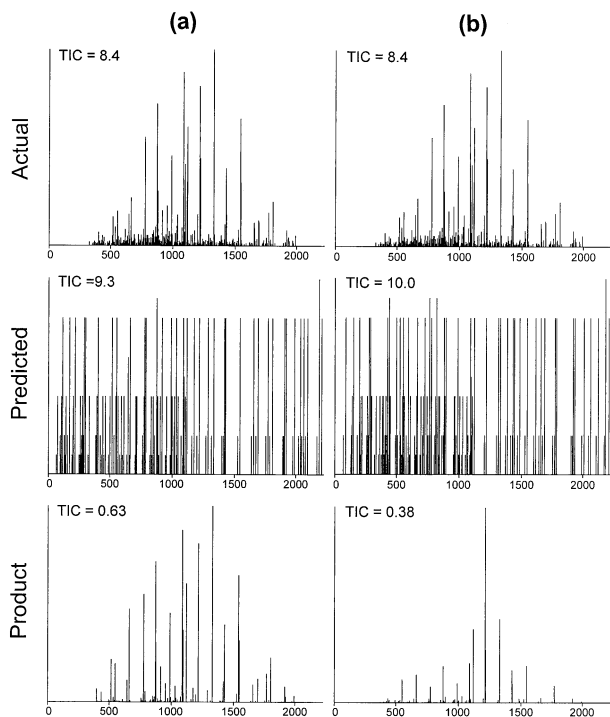 (a) (b)
Actual
TIC = 8.4 TIC = 8.4
0 500 1000 1500 2000 0 500 1000 1500 2000
Predicted
TIC =9.3 TIC = 10.0
0 500 1000 1500 2000 0 500 1000 1500 2000
Product
TIC = 0.63 TIC = 0.38
0 500 1000 1500 2000 0 500 1000 1500 2000